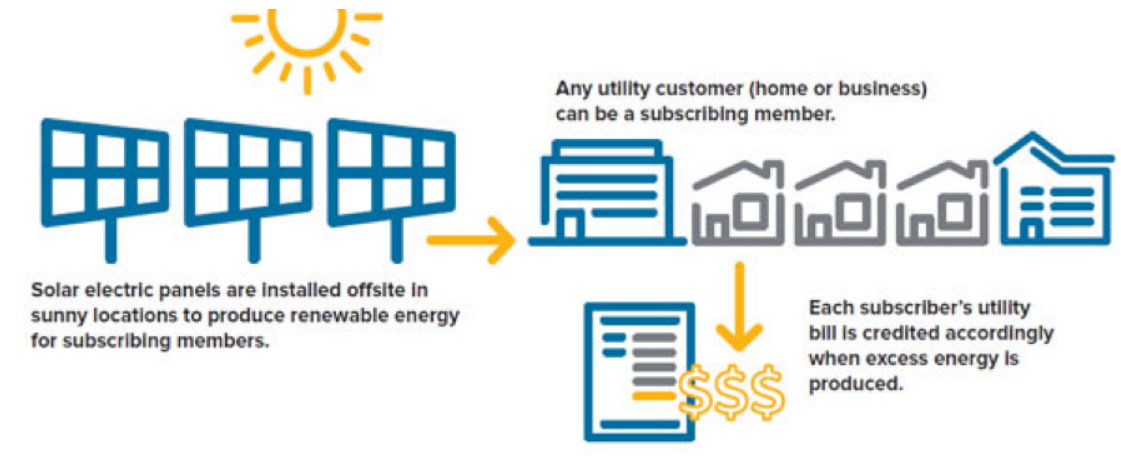 Any utility customer (home or business)
can be a subscribing member.
Solar electric panels are installed offsite in
sunny locations to produce renewable energy
for subscribing members.
Each subscriber's utility
bill is credited accordingly
when excess energy is
produced.
$$$